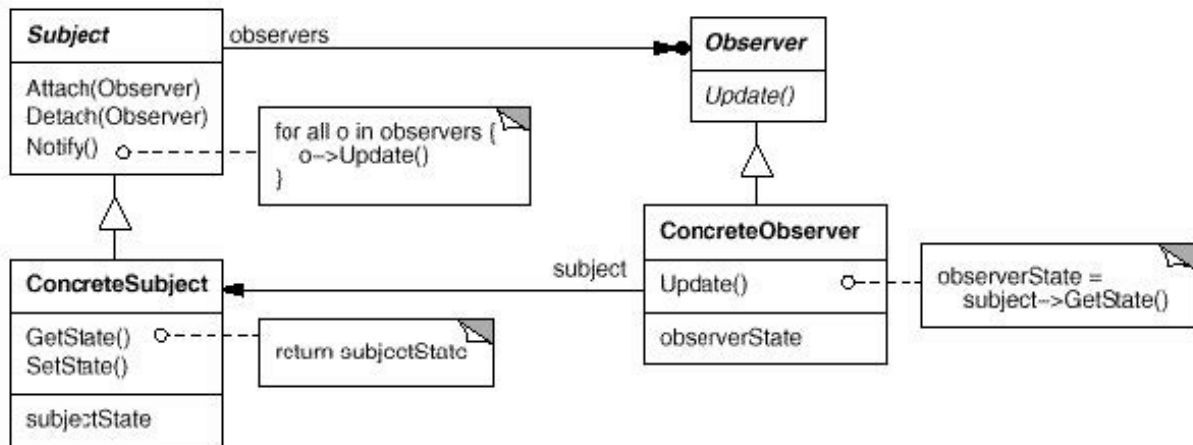 Subject
observers
Observer
Attach(Observer)
Detach(Observer)
Notify()
for all o in observers {
o->Update()
}
Update()
ConcreteSubject
GetState()
SetState()
subjectState
return subjectState
subject
ConcreteObserver
Update()
observerState
observerState =
subject->GetState()